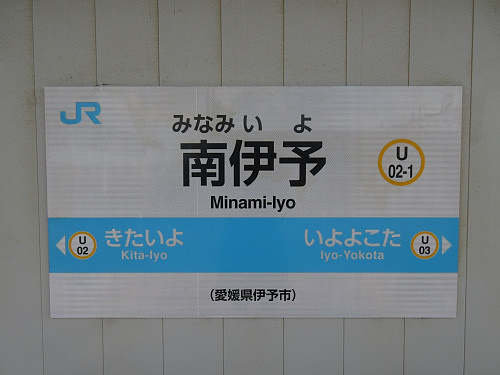 JR
みなみ い よ
南伊予
Minami-Iyo
U
02-1
U
02
きたいよ
Kita-Iyo
いよよこた
Iyo-Yokota
U
03
(愛媛県伊予市)